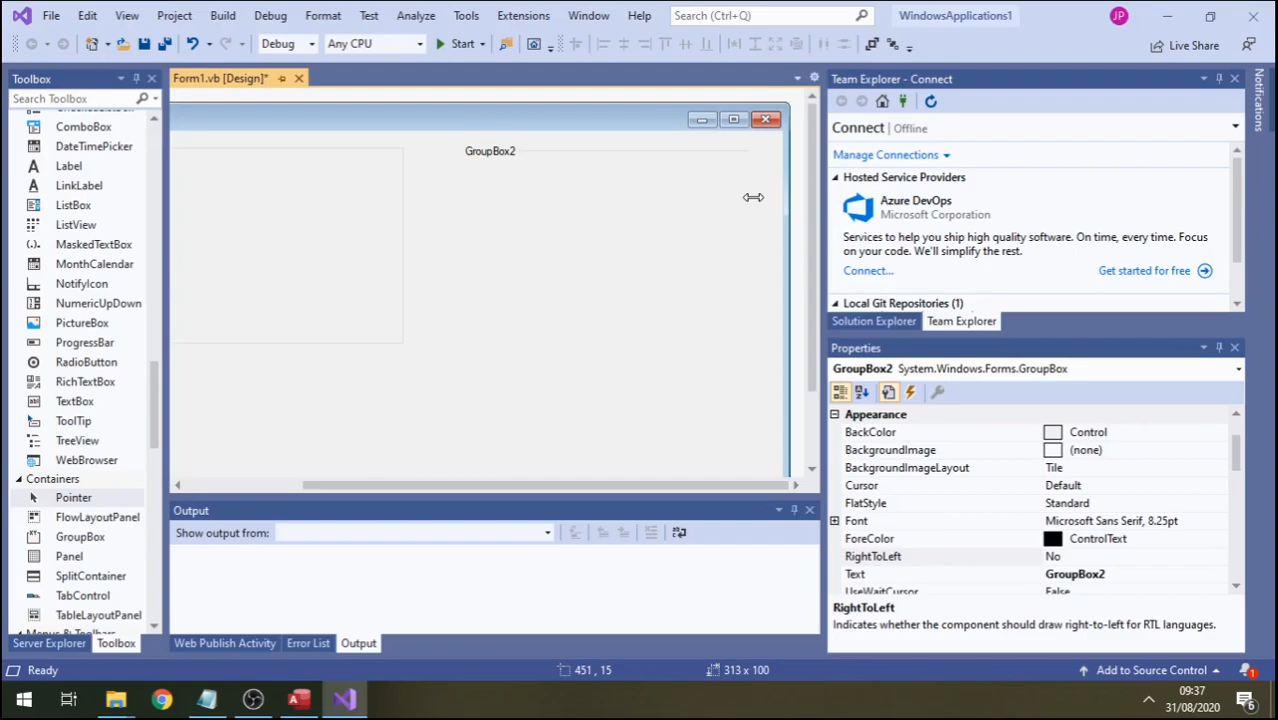 File Edit View Project Build Debug Format Test Analyze Tools Extensions Window Help Search (Ctrl+Q) WindowsApplications1 JP
Debug Any CPU Start Live Share
Toolbox
Search Toolbox
ComboBox
DateTimePicker
Label
LinkLabel
ListBox
ListView
MaskedTextBox
MonthCalendar
NotifyIcon
NumericUpDown
PictureBox
ProgressBar
RadioButton
RichTextBox
TextBox
ToolTip
TreeView
WebBrowser
Containers
Pointer
FlowLayoutPanel
GroupBox
Panel
SplitContainer
TabControl
TableLayoutPanel
Menus & Toolbars
Server Explorer Toolbox
Form1.vb [Design]*
GroupBox2
Output
Show output from:
Web Publish Activity Error List Output
Team Explorer - Connect
Connect | Offline
Manage Connections
Hosted Service Providers
Azure DevOps
Microsoft Corporation
Services to help you ship high quality software. On time, every time. Focus
on your code. We'll simplify the rest.
Connect... Get started for free
Local Git Repositories (1)
Solution Explorer Team Explorer
Properties
GroupBox2 System.Windows.Forms.GroupBox
Appearance
BackColor Control
BackgroundImage (none)
BackgroundImageLayout Tile
Cursor Default
FlatStyle Standard
Font Microsoft Sans Serif, 8.25pt
ForeColor ControlText
RightToLeft No
Text GroupBox2
UseWaitCursor False
RightToLeft
Indicates whether the component should draw right-to-left for RTL languages.
Notifications
Ready 451 , 15 313 x 100 Add to Source Control 1
09:37
31/08/2020
6